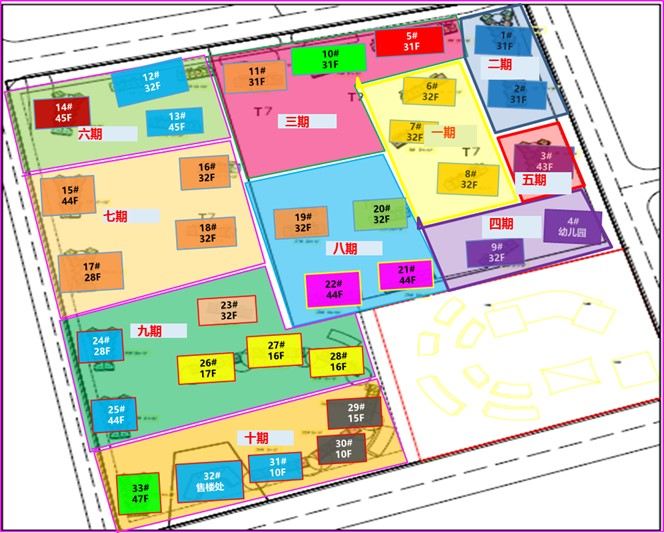 1#
31F
二期
2#
31F
5#
31F
10#
31F
11#
31F
T7
T7
三期
6#
32F
7#
32F
一期
8#
32F
3#
43F
五期
12#
32F
14#
45F
13#
45F
六期
16#
32F
15#
44F
七期
T7
18#
32F
17#
28F
19#
32F
20#
32F
八期
22#
44F
21#
44F
四期
4#
幼儿园
9#
32F
23#
32F
九期
24#
28F
27#
16F
26#
17F
28#
16F
25#
44F
29#
15F
十期
30#
10F
31#
10F
32#
售楼处
33#
47F